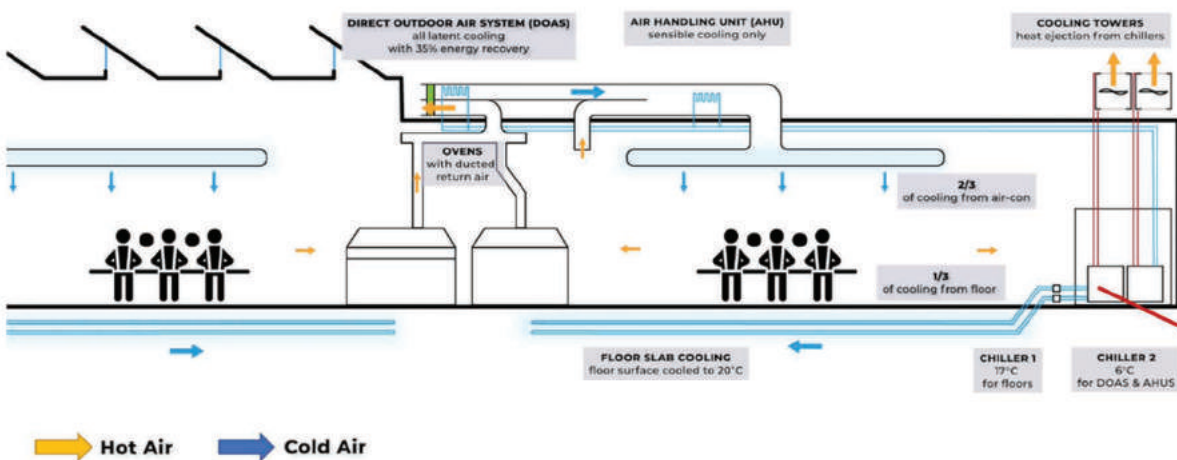 DIRECT OUTDOOR AIR SYSTEM (DOAS)
all latent cooling
with 35% energy recovery
AIR HANDLING UNIT (AHU)
sensible cooling only
COOLING TOWERS
heat ejection from chillers
OVENS
with ducted
return air
2/3
of cooling from air-con
1/3
of cooling from floor
FLOOR SLAB COOLING
floor surface cooled to 20°C
CHILLER 1
17°C
for floors
CHILLER 2
6°C
for DOAS & AHUS
Hot Air
Cold Air